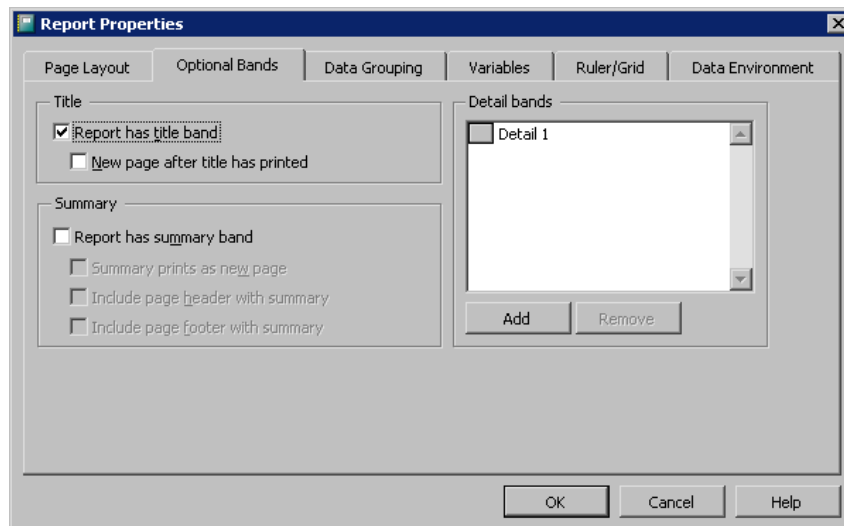 Report Properties
Page Layout
Optional Bands
Data Grouping
Variables
Ruler/Grid
Data Environment
Title
Report has title band
New page after title has printed
Summary
Report has summary band
Summary prints as new page
Include page header with summary
Include page footer with summary
Detail bands
Detail 1
Add
Remove
OK
Cancel
Help